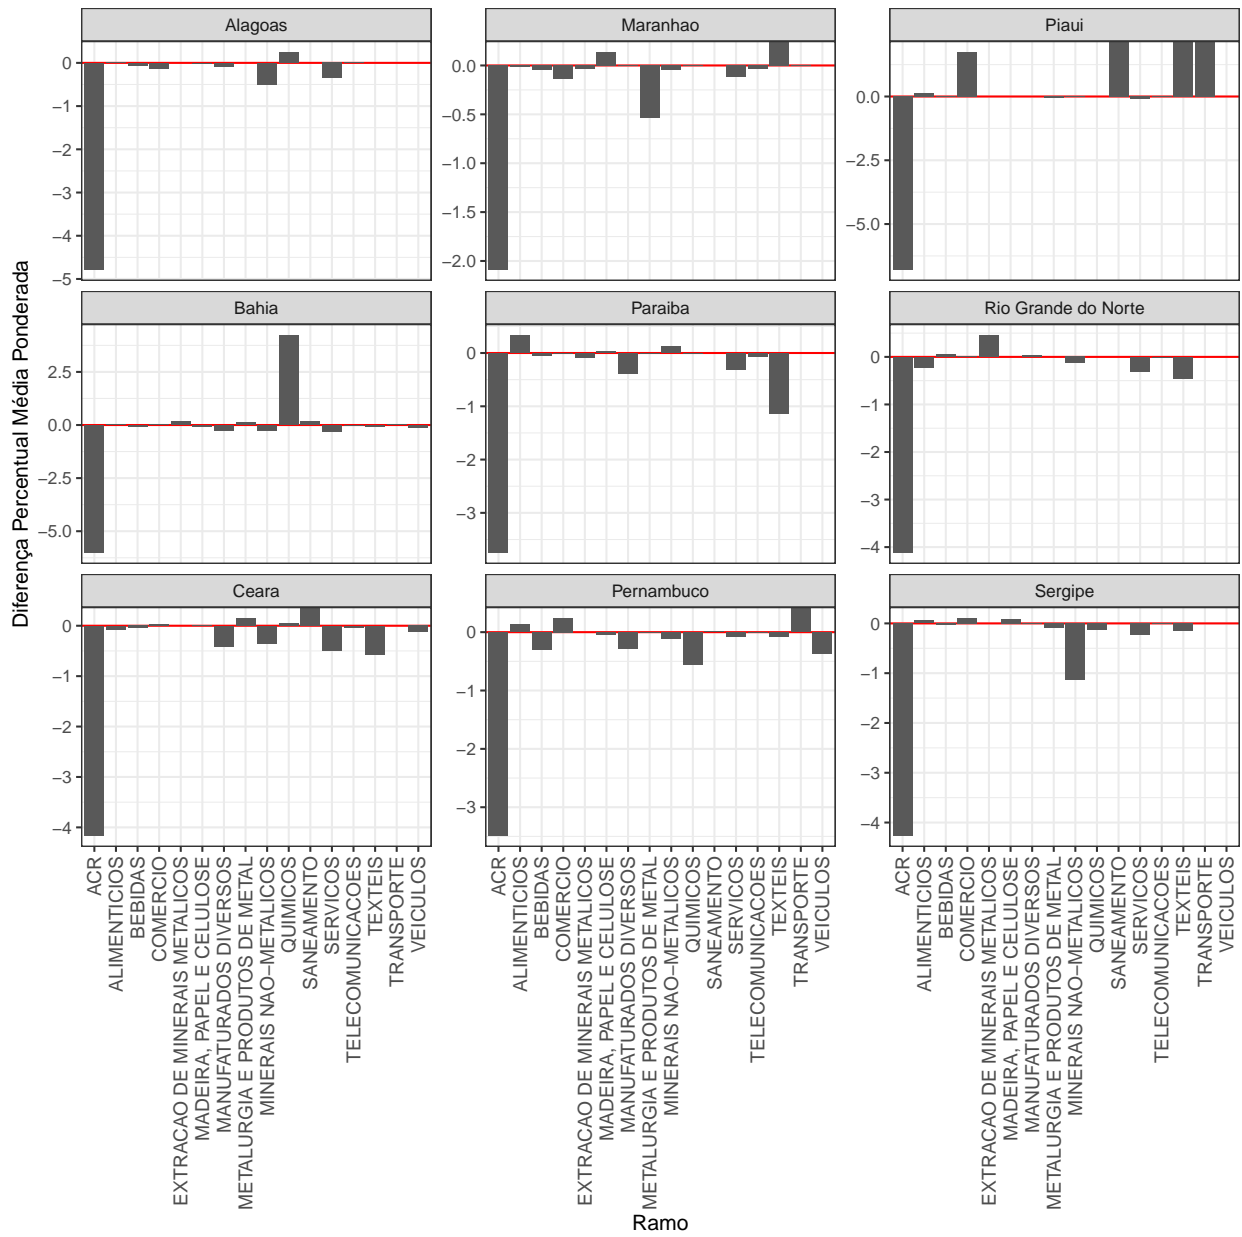 Alagoas
Maranhao
Piaui
0
−1
−2
−3
−4
−5
0.0
−0.5
−1.0
−1.5
−2.0
0.0
−2.5
−5.0
Bahia
Paraiba
Rio Grande do Norte
2.5
0.0
−2.5
−5.0
0
−1
−2
−3
0
−1
−2
−3
−4
Ceara
Pernambuco
Sergipe
0
−1
−2
−3
−4
0
−1
−2
−3
0
−1
−2
−3
−4
Diferença Percentual Média Ponderada
ACR
ALIMENTICIOS
BEBIDAS
COMERCIO
EXTRACAO DE MINERAIS METALICOS
MADEIRA, PAPEL E CELULOSE
MANUFATURADOS DIVERSOS
METALURGIA E PRODUTOS DE METAL
MINERAIS NAO−METALICOS
QUIMICOS
SANEAMENTO
SERVICOS
TELECOMUNICACOES
TEXTEIS
TRANSPORTE
VEICULOS
ACR
ALIMENTICIOS
BEBIDAS
COMERCIO
EXTRACAO DE MINERAIS METALICOS
MADEIRA, PAPEL E CELULOSE
MANUFATURADOS DIVERSOS
METALURGIA E PRODUTOS DE METAL
MINERAIS NAO−METALICOS
QUIMICOS
SANEAMENTO
SERVICOS
TELECOMUNICACOES
TEXTEIS
TRANSPORTE
VEICULOS
ACR
ALIMENTICIOS
BEBIDAS
COMERCIO
EXTRACAO DE MINERAIS METALICOS
MADEIRA, PAPEL E CELULOSE
MANUFATURADOS DIVERSOS
METALURGIA E PRODUTOS DE METAL
MINERAIS NAO−METALICOS
QUIMICOS
SANEAMENTO
SERVICOS
TELECOMUNICACOES
TEXTEIS
TRANSPORTE
VEICULOS
Ramo